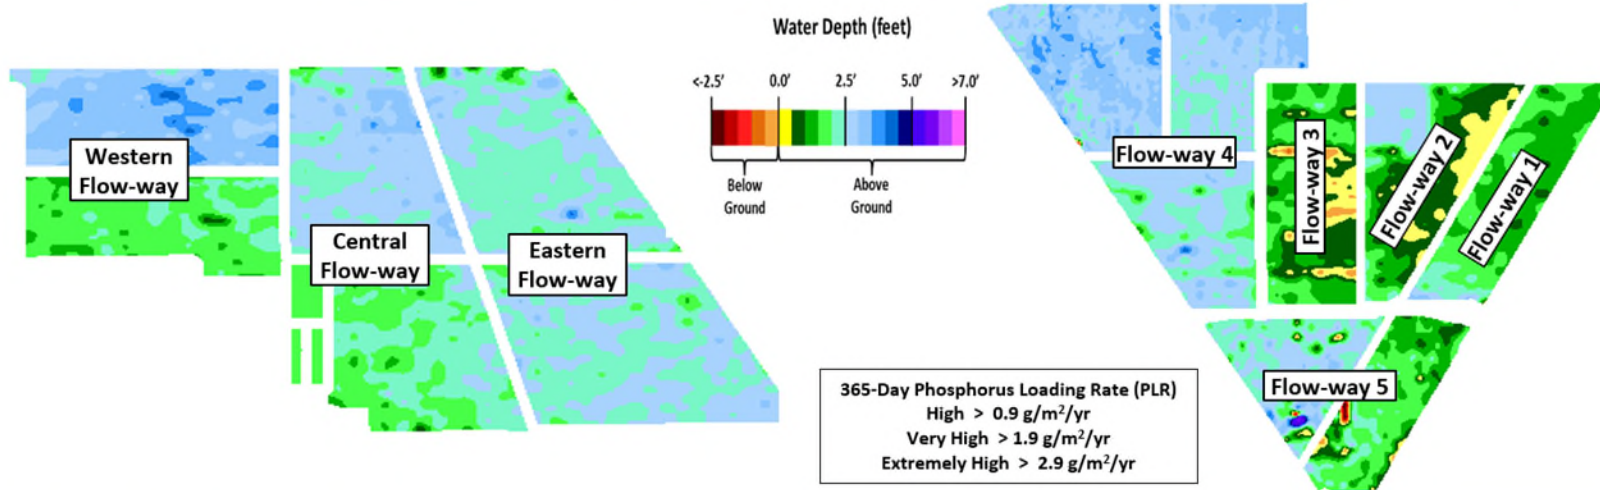 Water Depth (feet)
<-2.5' 0.0' 2.5' 5.0' >7.0'
Below
Ground
Above
Ground
Western
Flow-way
Central
Flow-way
Eastern
Flow-way
Flow-way 4
Flow-way 3
Flow-way 2
Flow-way 1
Flow-way 5
365-Day Phosphorus Loading Rate (PLR)
High > 0.9 g/m²/yr
Very High > 1.9 g/m²/yr
Extremely High > 2.9 g/m²/yr